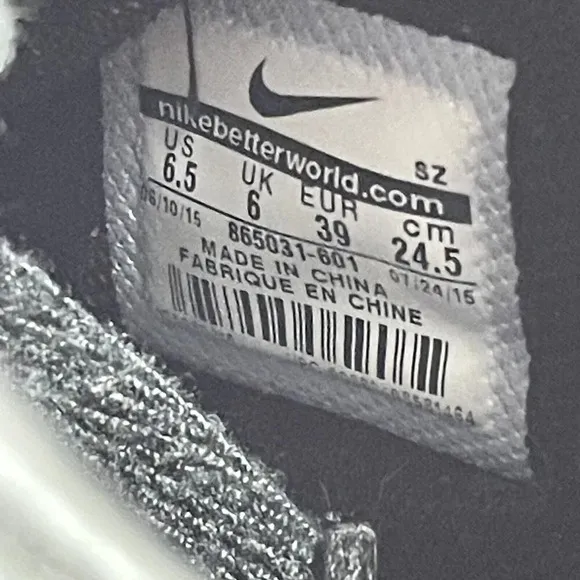 nikebetterworld.com
SZ
US UK EUR cm
6.5 6 39 24.5
06/10/15 865031-601 07/24/15
MADE IN CHINA
FABRIQUE EN CHINE